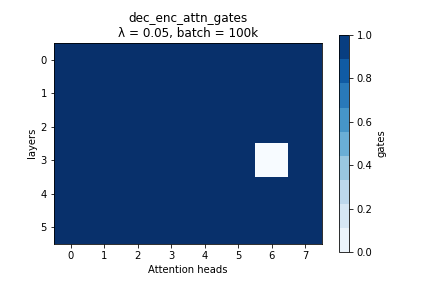 dec_enc_attn_gates
λ = 0.05, batch = 100k
layers
0
1
2
3
4
5
0 1 2 3 4 5 6 7
Attention heads
1.0
0.8
0.6
0.4
0.2
0.0
gates